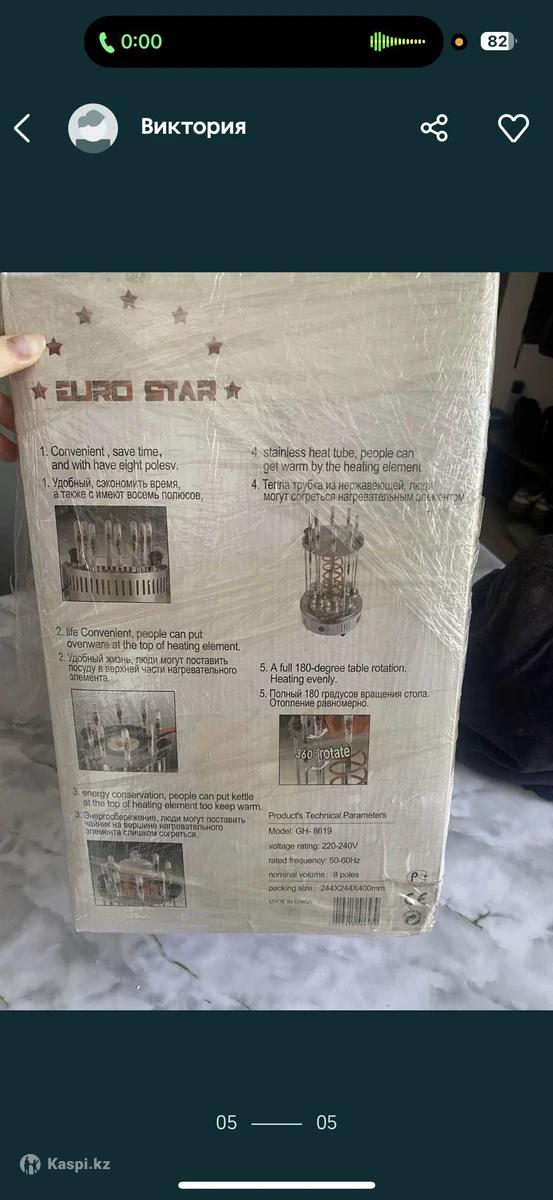 0:00
82
Виктория
EURO STAR
1. Convenient , save time,
and with have eight polesv.
1. Удобный, сэкономить время,
а также с имеют восемь полюсов,
2. life Convenient, people can put
ovenware at the top of heating element.
2. Удобный жизнь, люди могут поставить
посуду в верхней части нагревательного
элемента.
3. energy conservation, people can put kettle
at the top of heating element too keep warm.
3. Энергосбережение, люди могут поставить
чайник на вершине нагревательного
элемента слишком согреться.
4. stainless heat tube, people can
get warm by the heating element.
4. Тепла трубка из нержавеющей, люди
могут согреться нагревательным элементом
5. A full 180-degree table rotation.
Heating evenly.
5. Полный 180 градусов вращения стола.
Отопление равномерно.
360° rotate
Product's Technical Parameters
Model: GH- 8619
voltage rating: 220-240V
rated frequency: 50-60Hz
nominal volume: 8 poles
packing size: 244X244X400mm
MADE IN CHINA
05
05
Kaspi.kz